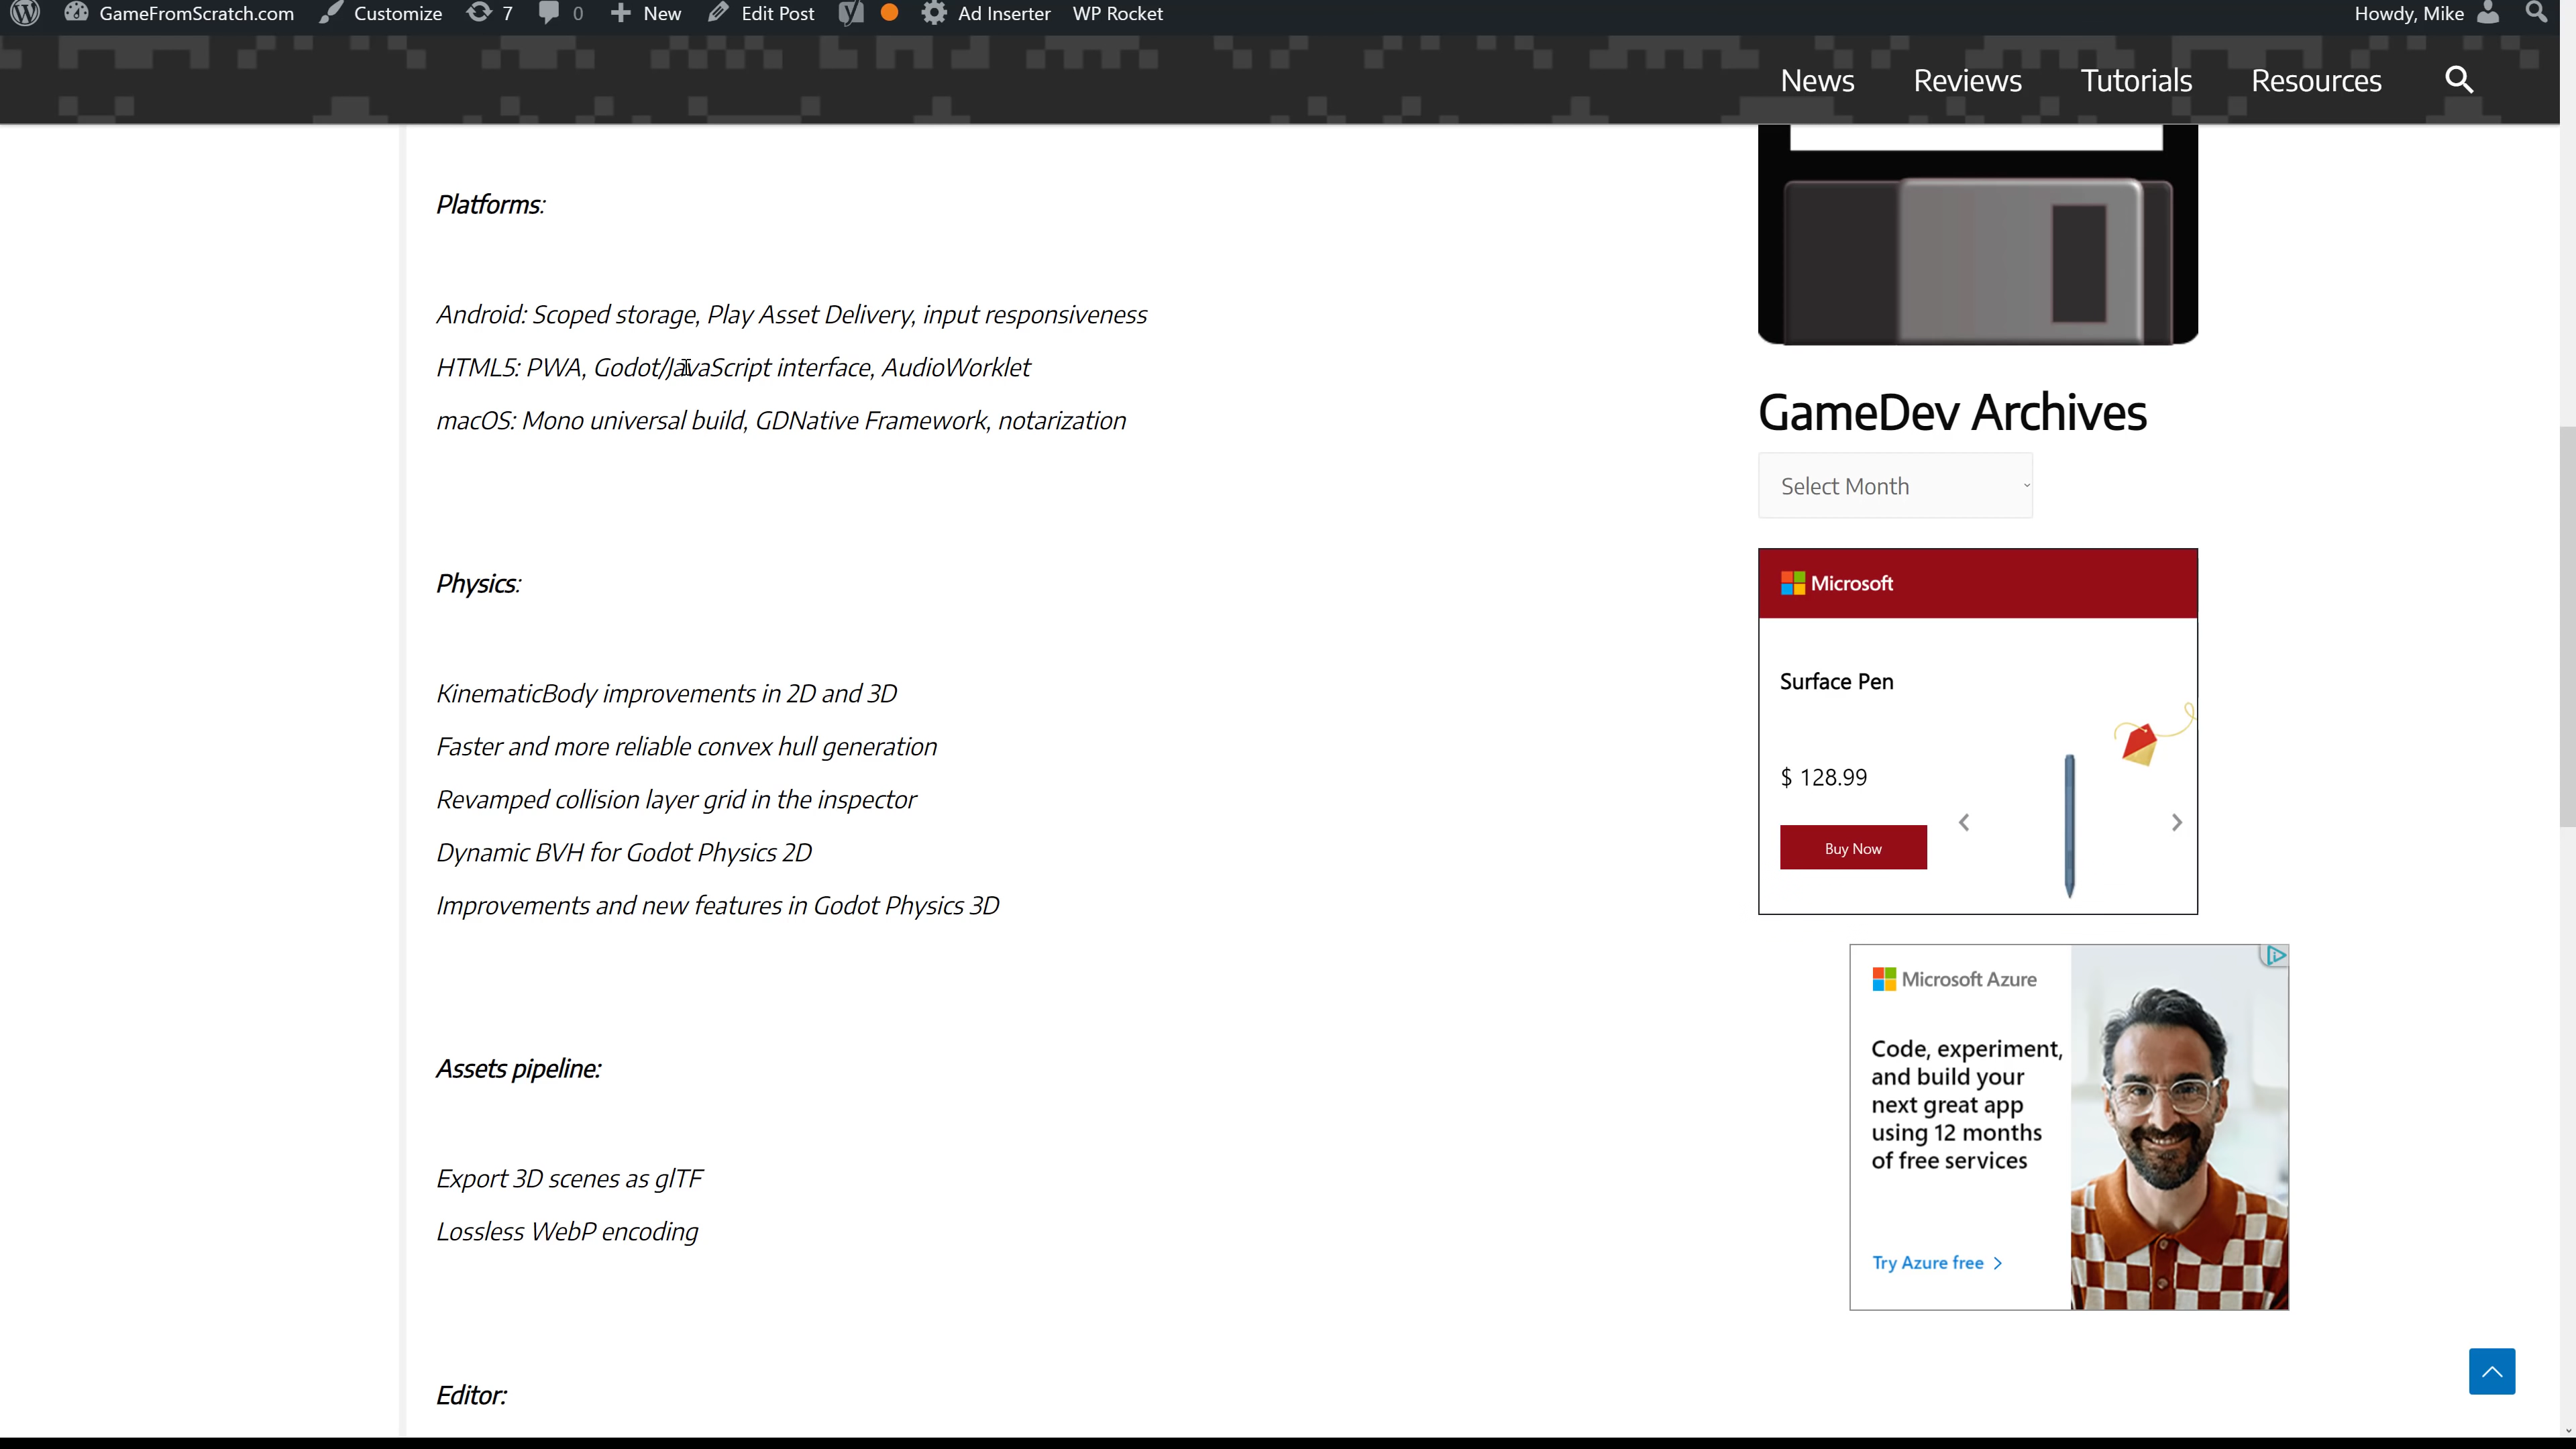 GameFromScratch.com Customize 7 0 New Edit Post Ad Inserter WP Rocket Howdy, Mike
News Reviews Tutorials Resources
Platforms:
Android: Scoped storage, Play Asset Delivery, input responsiveness
HTML5: PWA, Godot/JavaScript interface, AudioWorklet
macOS: Mono universal build, GDNative Framework, notarization
Physics:
KinematicBody improvements in 2D and 3D
Faster and more reliable convex hull generation
Revamped collision layer grid in the inspector
Dynamic BVH for Godot Physics 2D
Improvements and new features in Godot Physics 3D
Assets pipeline:
Export 3D scenes as glTF
Lossless WebP encoding
Editor:
GameDev Archives
Select Month
Microsoft
Surface Pen
$ 128.99
Buy Now
Microsoft Azure
Code, experiment,
and build your
next great app
using 12 months
of free services
Try Azure free